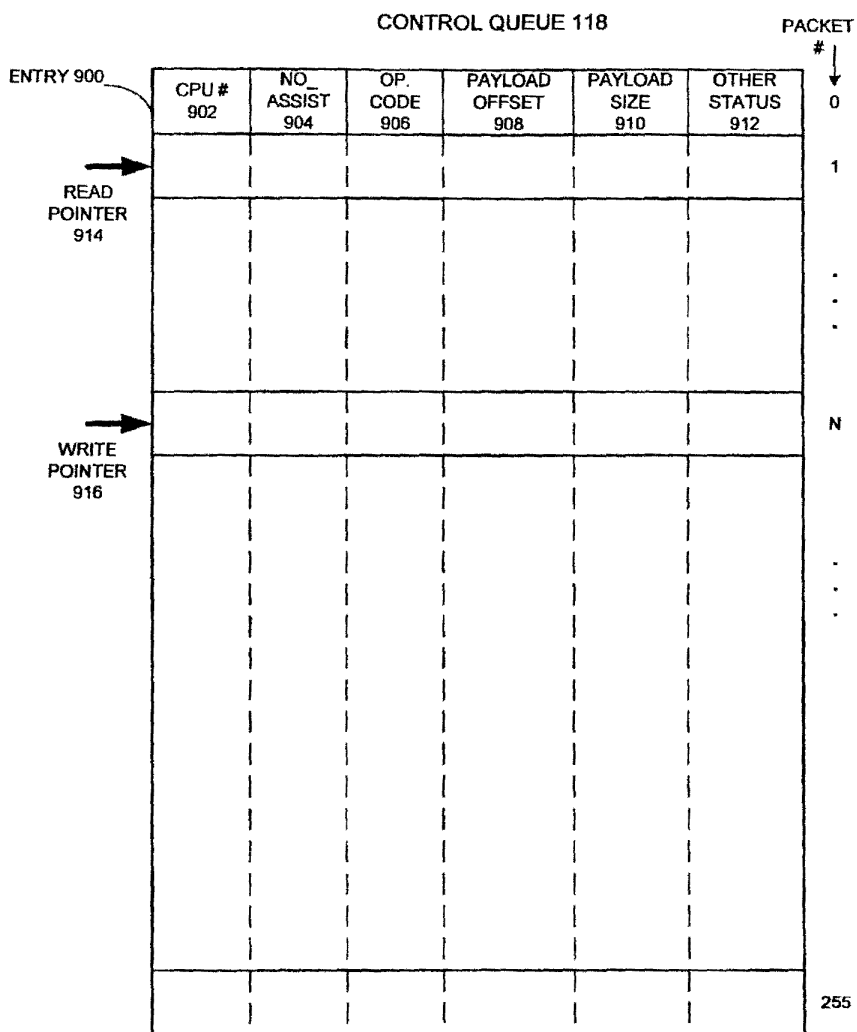 CONTROL QUEUE 118
PACKET
#
ENTRY 900
CPU #
902
NO_
ASSIST
904
OP.
CODE
906
PAYLOAD
OFFSET
908
PAYLOAD
SIZE
910
OTHER
STATUS
912
0
1
READ
POINTER
914
.
.
.
N
WRITE
POINTER
916
.
.
.
255